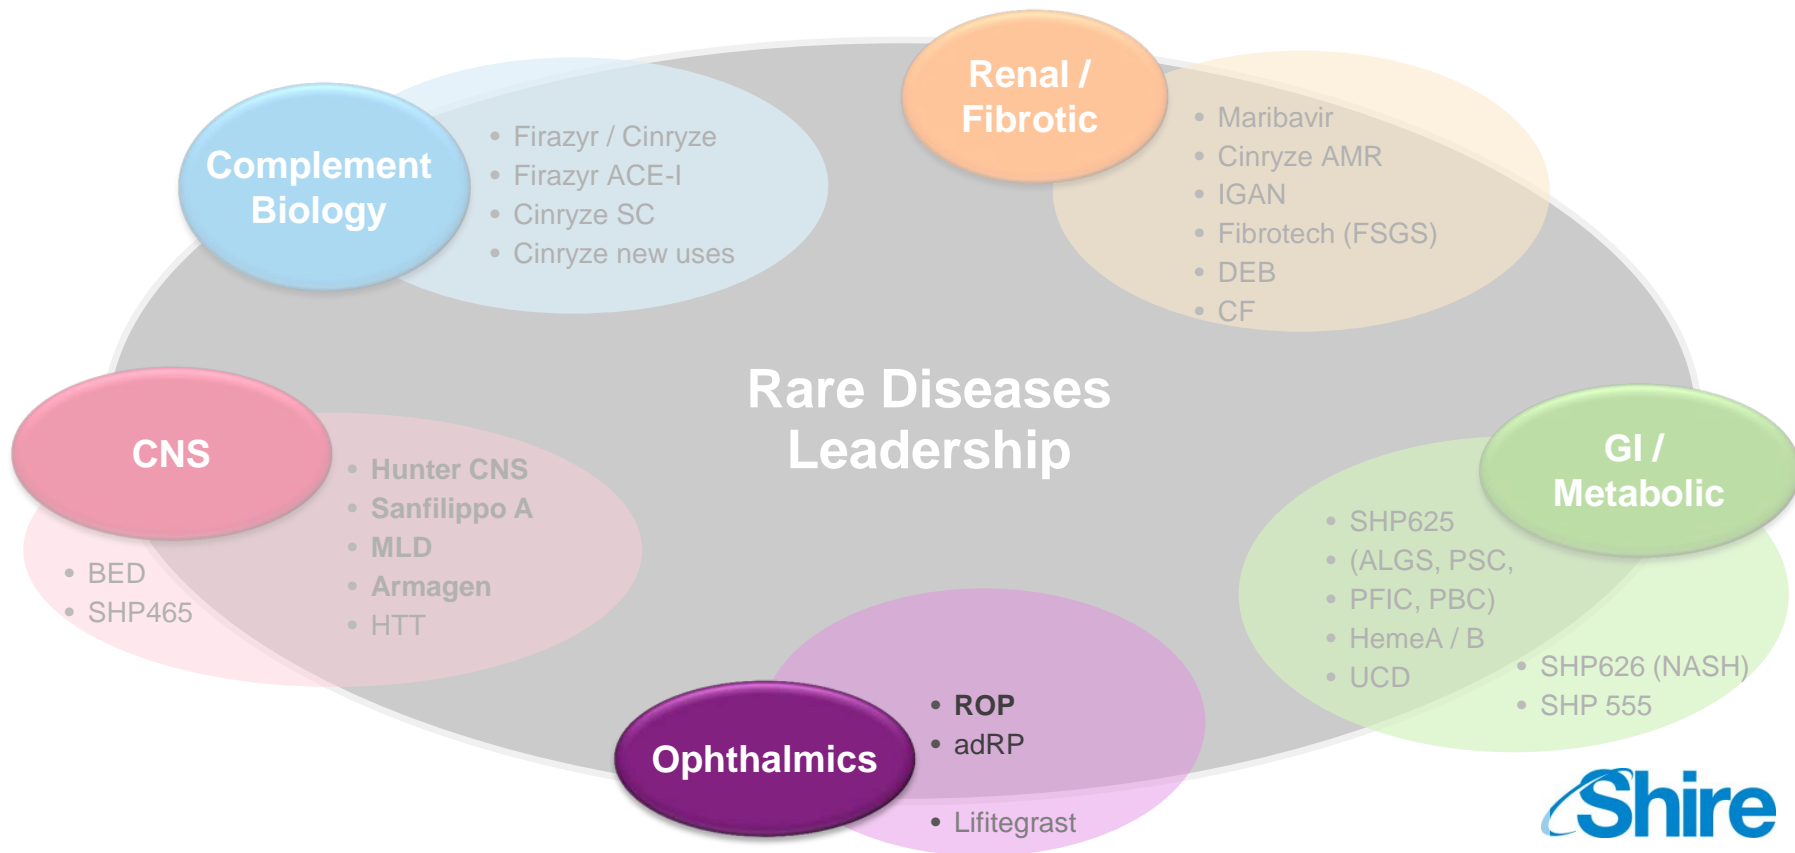 Complement
Biology
• Firazyr / Cinryze
• Firazyr ACE-I
• Cinryze SC
• Cinryze new uses
Renal /
Fibrotic
• Maribavir
• Cinryze AMR
• IGAN
• Fibrotech (FSGS)
• DEB
• CF
Rare Diseases
Leadership
CNS
• Hunter CNS
• Sanfilippo A
• MLD
• Armagen
• HTT
• BED
• SHP465
GI /
Metabolic
• SHP625
• (ALGS, PSC,
• PFIC, PBC)
• HemeA / B
• UCD
• SHP626 (NASH)
• SHP 555
Ophthalmics
• ROP
• adRP
• Lifitegrast
Shire